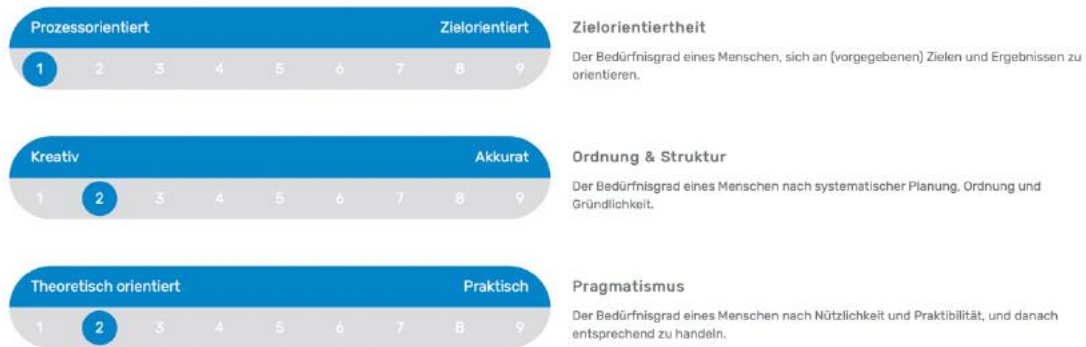 Prozessorientiert Zielorientiert
1 2 3 4 5 6 7 8 9
Zielorientiertheit
Der Bedürfnisgrad eines Menschen, sich an (vorgegebenen) Zielen und Ergebnissen zu
orientieren.
Kreativ Akkurat
1 2 3 4 5 6 7 8 9
Ordnung & Struktur
Der Bedürfnisgrad eines Menschen nach systematischer Planung, Ordnung und
Gründlichkeit.
Theoretisch orientiert Praktisch
1 2 3 4 5 6 7 8 9
Pragmatismus
Der Bedürfnisgrad eines Menschen nach Nützlichkeit und Praktibilität, und danach
entsprechend zu handeln.